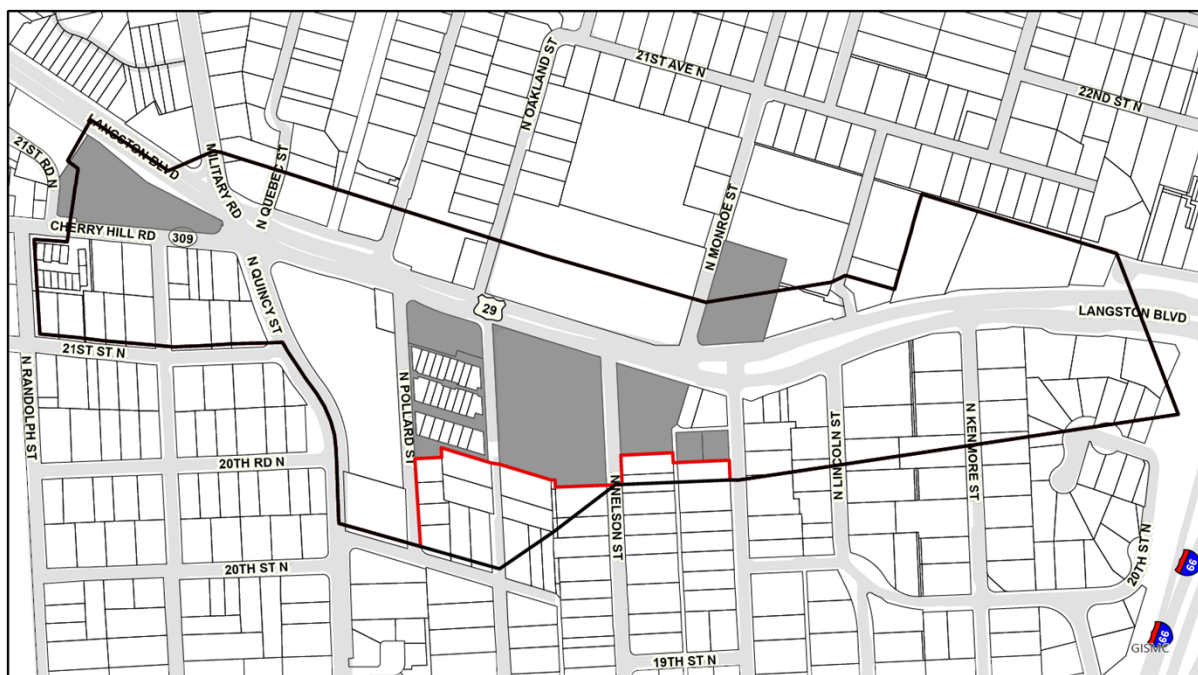 N OAKLAND ST
21ST AVE N
22ND ST N
LANGSTON BLVD
21ST RD N
MILITARY RD
N QUEBEC ST
N MONROE ST
CHERRY HILL RD
309
N QUINCY ST
29
LANGSTON BLVD
21ST ST N
N RANDOLPH ST
N POLLARD ST
N LINCOLN ST
N KENMORE ST
20TH RD N
N NELSON ST
20TH ST N
20TH ST N
66
66
19TH ST N
GISMC